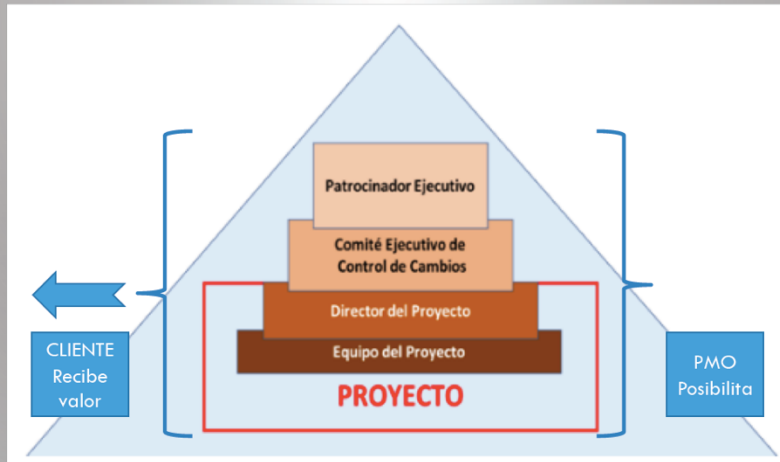 Patrocinador Ejecutivo
Comité Ejecutivo de
Control de Cambios
Director del Proyecto
Equipo del Proyecto
PROYECTO
CLIENTE
Recibe
valor
PMO
Posibilita